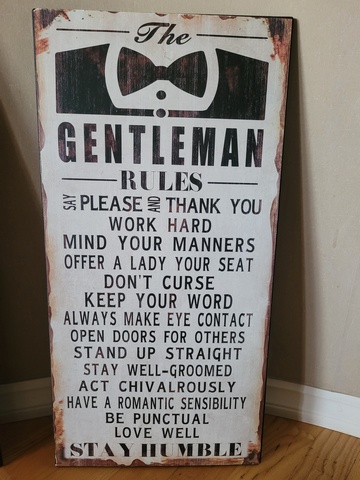 The
GENTLEMAN
RULES
SAY PLEASE AND THANK YOU
WORK HARD
MIND YOUR MANNERS
OFFER A LADY YOUR SEAT
DON'T CURSE
KEEP YOUR WORD
ALWAYS MAKE EYE CONTACT
OPEN DOORS FOR OTHERS
STAND UP STRAIGHT
STAY WELL-GROOMED
ACT CHIVALROUSLY
HAVE A ROMANTIC SENSIBILITY
BE PUNCTUAL
LOVE WELL
STAY HUMBLE